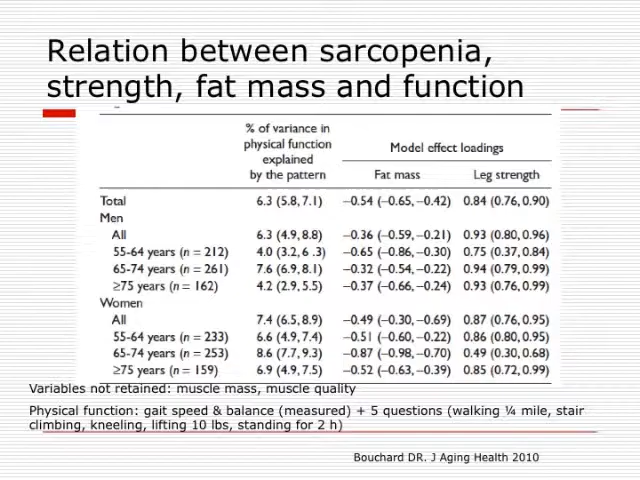 Relation between sarcopenia,
strength, fat mass and function
% of variance in
physical function
explained
by the pattern
Model effect loadings
Fat mass Leg strength
Total 6.3 (5.8, 7.1) −0.54 (−0.65, −0.42) 0.84 (0.76, 0.90)
Men
All 6.3 (4.9, 8.8) −0.36 (−0.59, −0.21) 0.93 (0.80, 0.96)
55-64 years (n = 212) 4.0 (3.2, 6 .3) −0.65 (−0.86, −0.30) 0.75 (0.37, 0.84)
65-74 years (n = 261) 7.6 (6.9, 8.1) −0.32 (−0.54, −0.22) 0.94 (0.79, 0.99)
≥75 years (n = 162) 4.2 (2.9, 5.5) −0.37 (−0.66, −0.24) 0.93 (0.76, 0.99)
Women
All 7.4 (6.5, 8.9) −0.49 (−0.30, −0.69) 0.87 (0.76, 0.95)
55-64 years (n = 233) 6.6 (4.9, 7.4) −0.51 (−0.60, −0.22) 0.86 (0.80, 0.95)
65-74 years (n = 253) 8.6 (7.7, 9.3) −0.87 (−0.98, −0.70) 0.49 (0.30, 0.68)
≥75 years (n = 159) 6.9 (4.9, 7.5) −0.52 (−0.63, −0.39) 0.85 (0.72, 0.99)
Variables not retained: muscle mass, muscle quality
Physical function: gait speed & balance (measured) + 5 questions (walking ¼ mile, stair
climbing, kneeling, lifting 10 lbs, standing for 2 h)
Bouchard DR. J Aging Health 2010